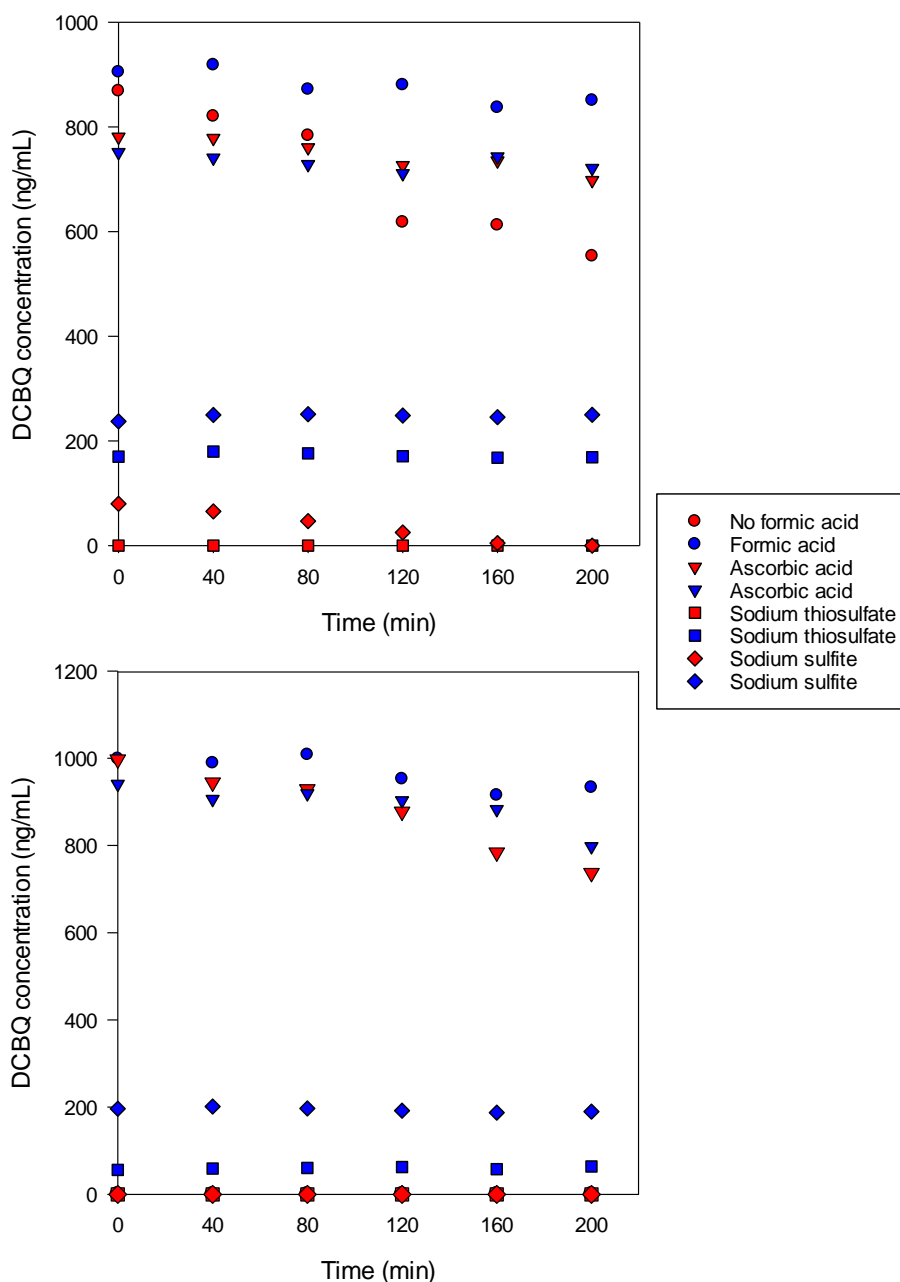 1000
800
600
400
200
0
DCBQ concentration (ng/mL)
0 40 80 120 160 200
Time (min)
No formic acid
Formic acid
Ascorbic acid
Ascorbic acid
Sodium thiosulfate
Sodium thiosulfate
Sodium sulfite
Sodium sulfite
1200
1000
800
600
400
200
0
DCBQ concentration (ng/mL)
0 40 80 120 160 200
Time (min)